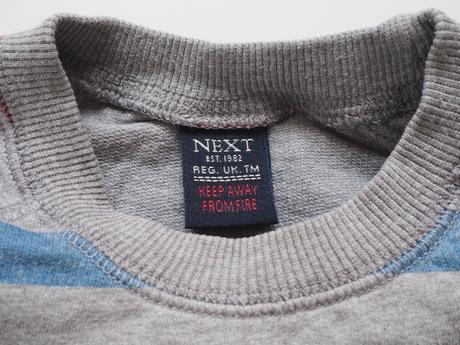 NEXT
EST. 1982
REG. UK. TM
KEEP AWAY
FROM FIRE